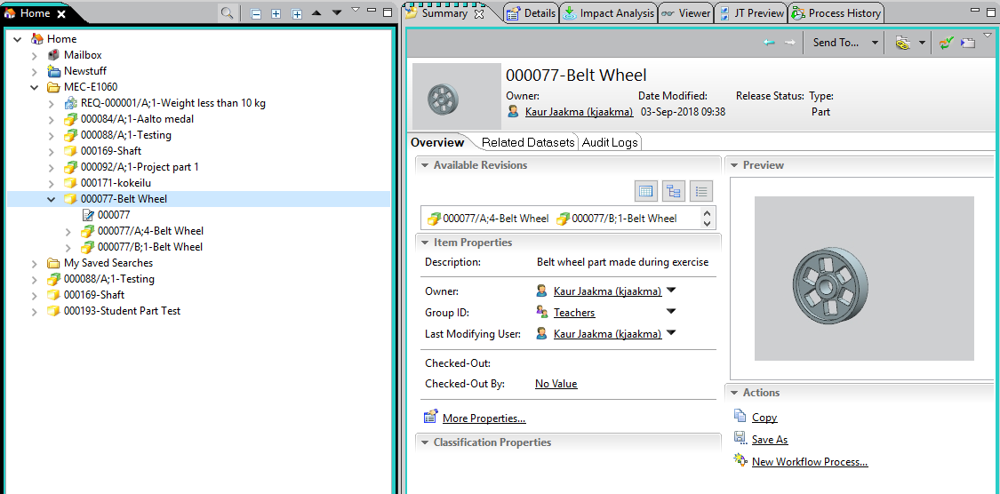 Home
Home
Mailbox
Newstuff
MEC-E1060
REQ-000001/A;1-Weight less than 10 kg
000084/A;1-Aalto medal
000088/A;1-Testing
000169-Shaft
000092/A;1-Project part 1
000171-kokeilu
000077-Belt Wheel
000077
000077/A;4-Belt Wheel
000077/B;1-Belt Wheel
My Saved Searches
000088/A;1-Testing
000169-Shaft
000193-Student Part Test
Summary Details Impact Analysis Viewer JT Preview Process History
Send To...
000077-Belt Wheel
Owner: Date Modified: Release Status: Type:
Kaur Jaakma (kjaakma) 03-Sep-2018 09:38 Part
Overview Related Datasets Audit Logs
Available Revisions
000077/A;4-Belt Wheel 000077/B;1-Belt Wheel
Item Properties
Description: Belt wheel part made during exercise
Owner: Kaur Jaakma (kjaakma)
Group ID: Teachers
Last Modifying User: Kaur Jaakma (kjaakma)
Checked-Out:
Checked-Out By: No Value
More Properties...
Classification Properties
Preview
Actions
Copy
Save As
New Workflow Process...